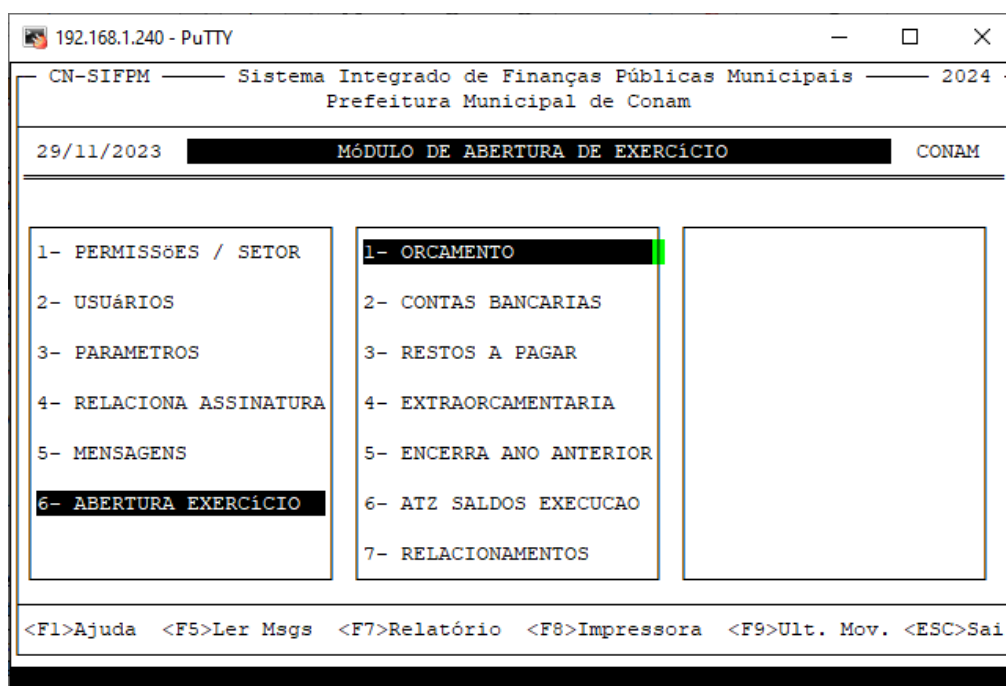 192.168.1.240 - PuTTY
CN-SIFPM Sistema Integrado de Finanças Públicas Municipais 2024
Prefeitura Municipal de Conam
29/11/2023 MóDULO DE ABERTURA DE EXERCíCIO CONAM
1- PERMISSöES / SETOR
2- USUáRIOS
3- PARAMETROS
4- RELACIONA ASSINATURA
5- MENSAGENS
6- ABERTURA EXERCíCIO
1- ORCAMENTO
2- CONTAS BANCARIAS
3- RESTOS A PAGAR
4- EXTRAORCAMENTARIA
5- ENCERRA ANO ANTERIOR
6- ATZ SALDOS EXECUCAO
7- RELACIONAMENTOS
<F1>Ajuda <F5>Ler Msgs <F7>Relatório <F8>Impressora <F9>Ult. Mov. <ESC>Sai